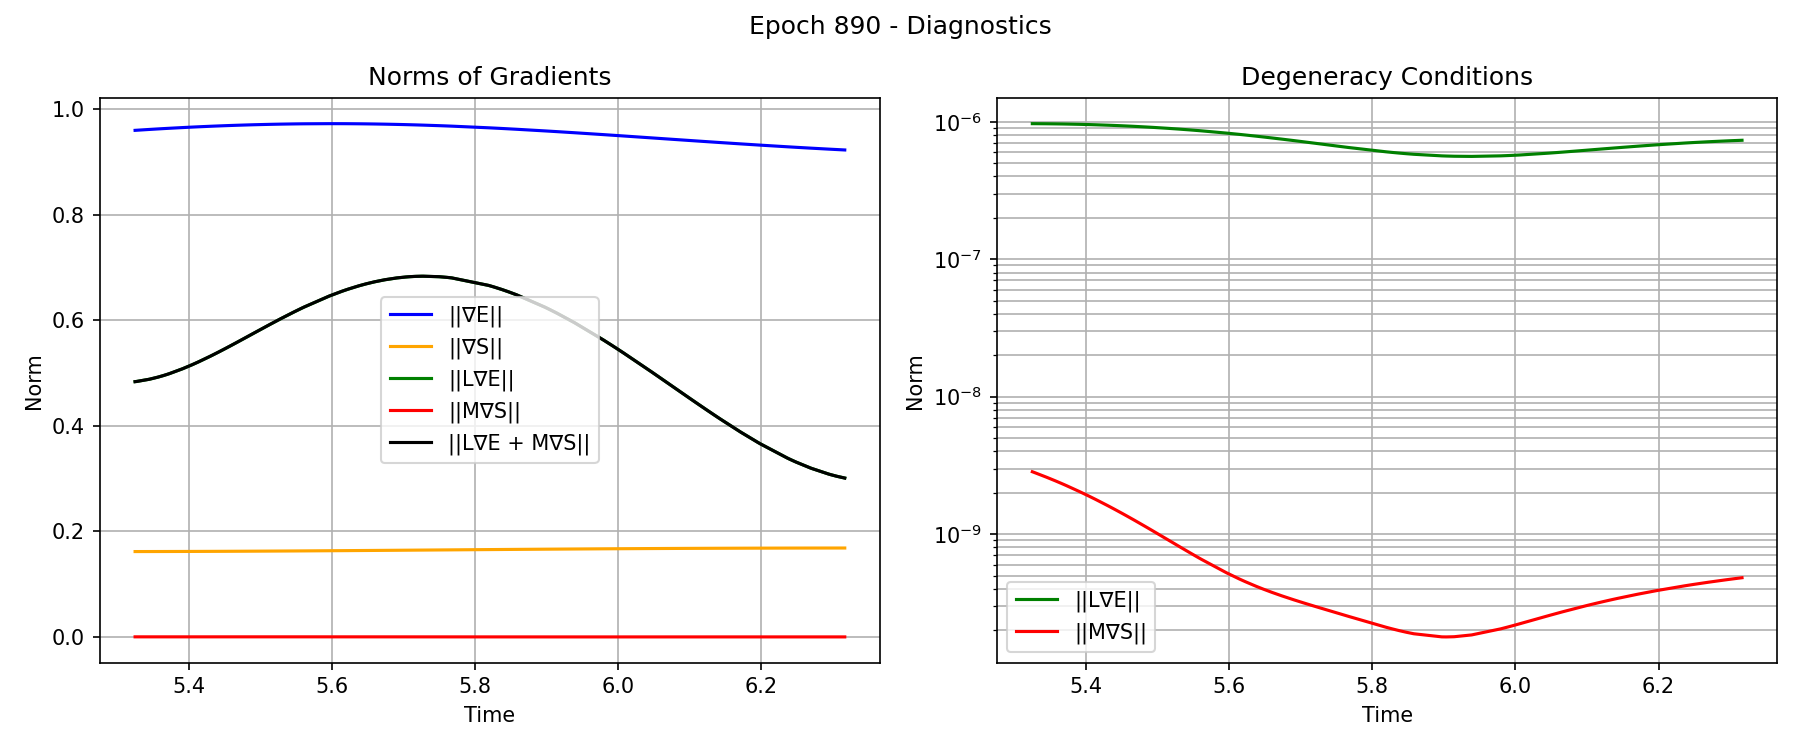 Epoch 890 - Diagnostics
Norms of Gradients
Norm
1.0
0.8
0.6
0.4
0.2
0.0
||∇E||
||∇S||
||L∇E||
||M∇S||
||L∇E + M∇S||
5.4 5.6 5.8 6.0 6.2
Time
Degeneracy Conditions
Norm
10⁻⁶
10⁻⁷
10⁻⁸
10⁻⁹
||L∇E||
||M∇S||
5.4 5.6 5.8 6.0 6.2
Time